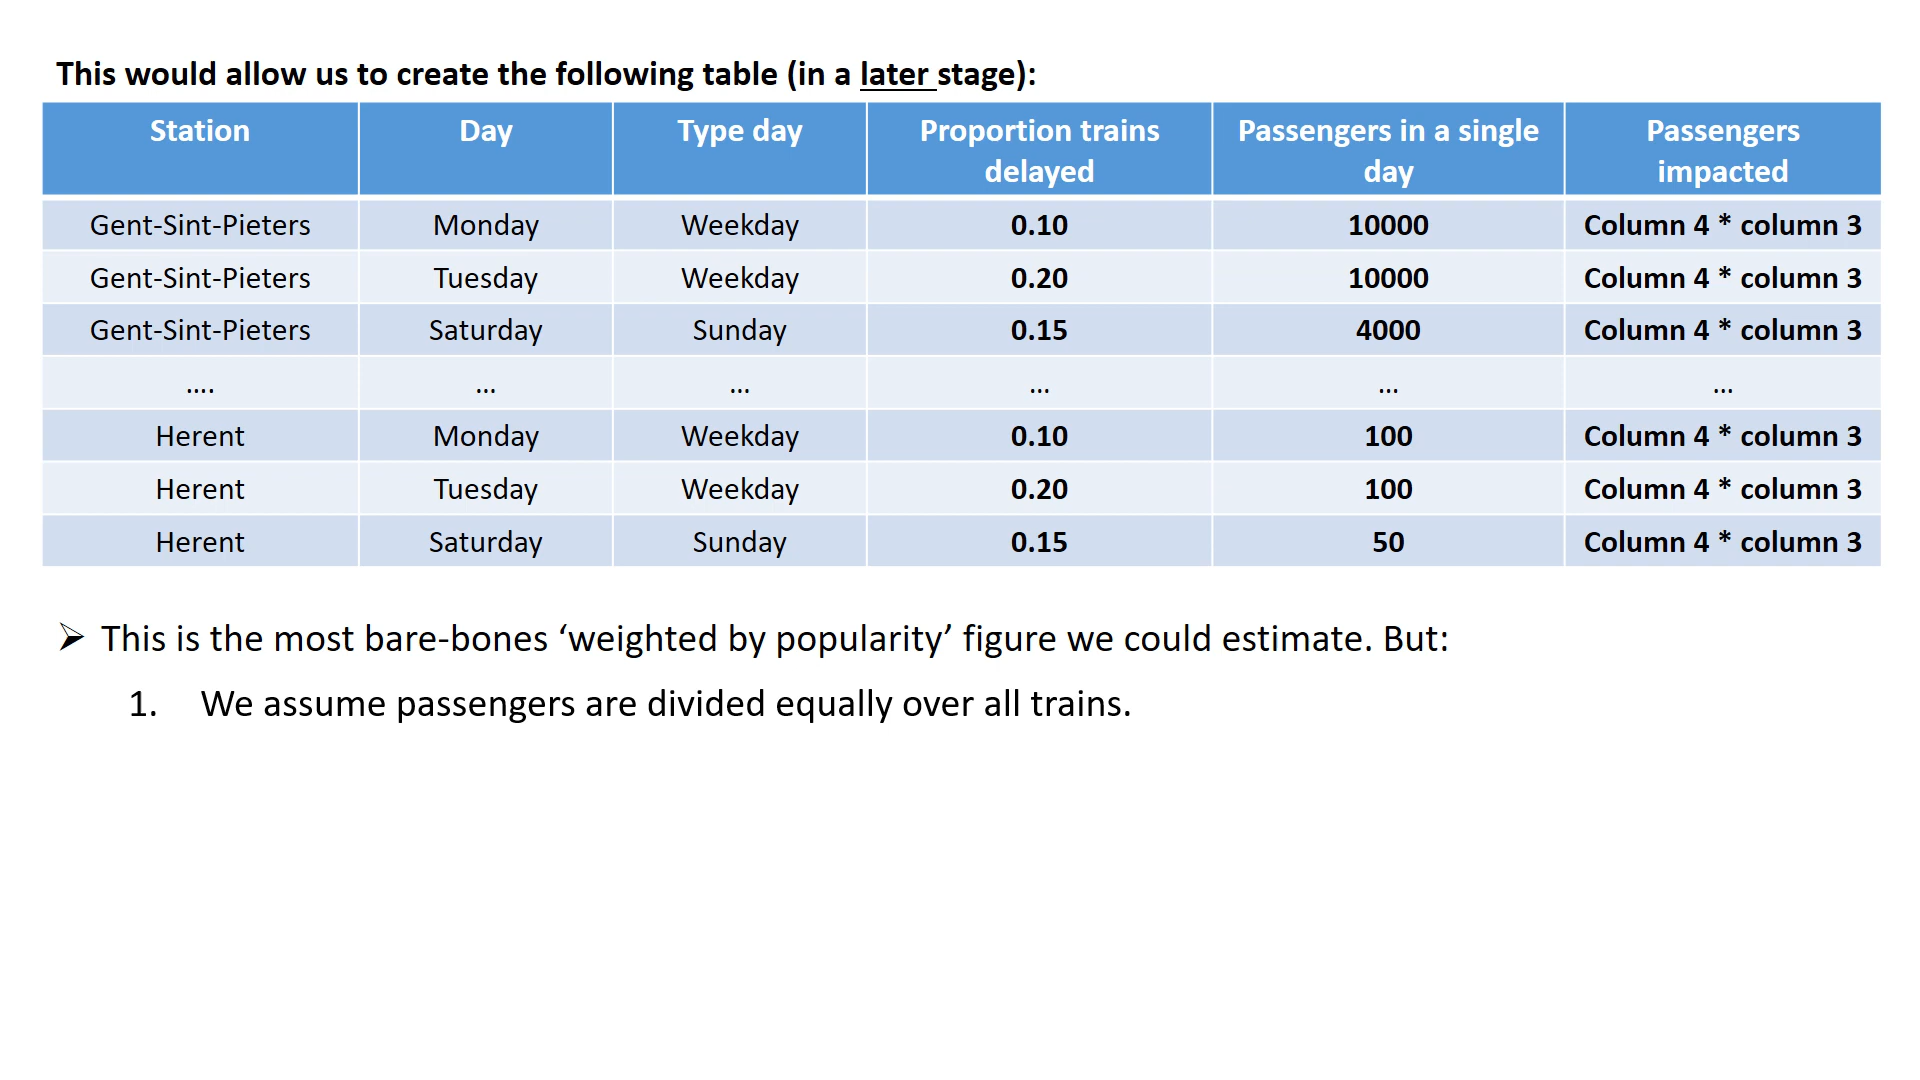 This would allow us to create the following table (in a later stage):
Station Day Type day Proportion trains delayed Passengers in a single day Passengers impacted
Gent-Sint-Pieters Monday Weekday 0.10 10000 Column 4 * column 3
Gent-Sint-Pieters Tuesday Weekday 0.20 10000 Column 4 * column 3
Gent-Sint-Pieters Saturday Sunday 0.15 4000 Column 4 * column 3
.... ... ... ... ... ...
Herent Monday Weekday 0.10 100 Column 4 * column 3
Herent Tuesday Weekday 0.20 100 Column 4 * column 3
Herent Saturday Sunday 0.15 50 Column 4 * column 3
➢ This is the most bare-bones ‘weighted by popularity’ figure we could estimate. But:
1. We assume passengers are divided equally over all trains.